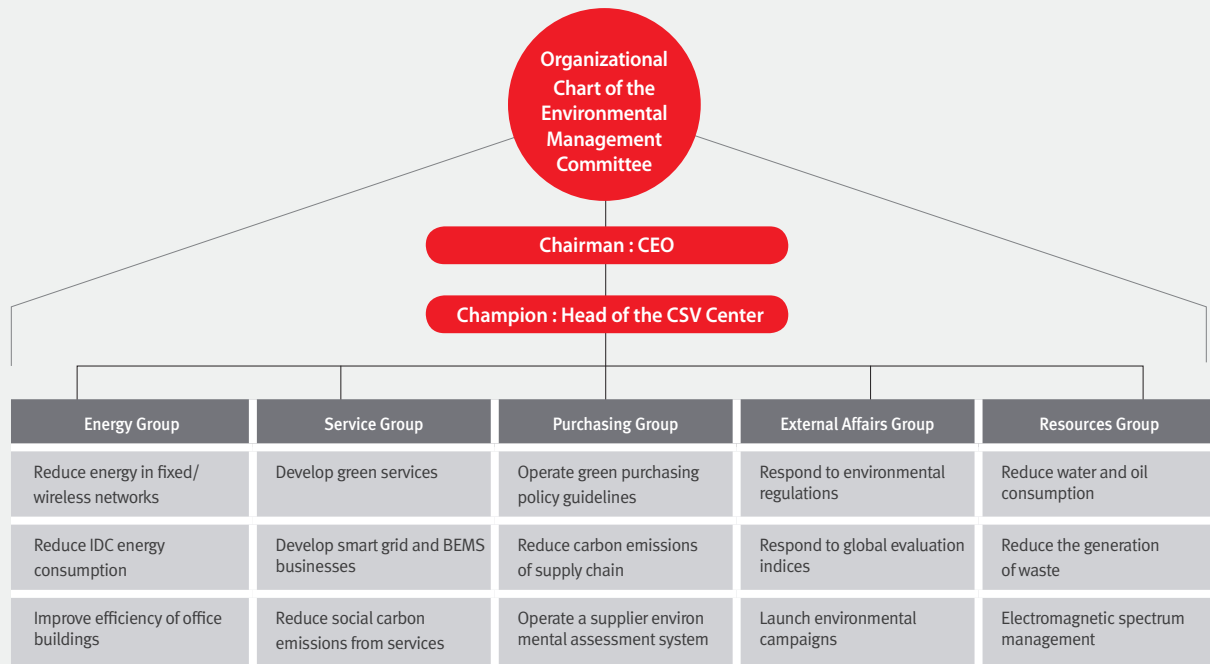 Organizational
Chart of the
Environmental
Management
Committee
Chairman : CEO
Champion : Head of the CSV Center
Energy Group
Service Group
Purchasing Group
External Affairs Group
Resources Group
Reduce energy in fixed/
wireless networks
Develop green services
Operate green purchasing
policy guidelines
Respond to environmental
regulations
Reduce water and oil
consumption
Reduce IDC energy
consumption
Develop smart grid and BEMS
businesses
Reduce carbon emissions
of supply chain
Respond to global evaluation
indices
Reduce the generation
of waste
Improve efficiency of office
buildings
Reduce social carbon
emissions from services
Operate a supplier environ
mental assessment system
Launch environmental
campaigns
Electromagnetic spectrum
management